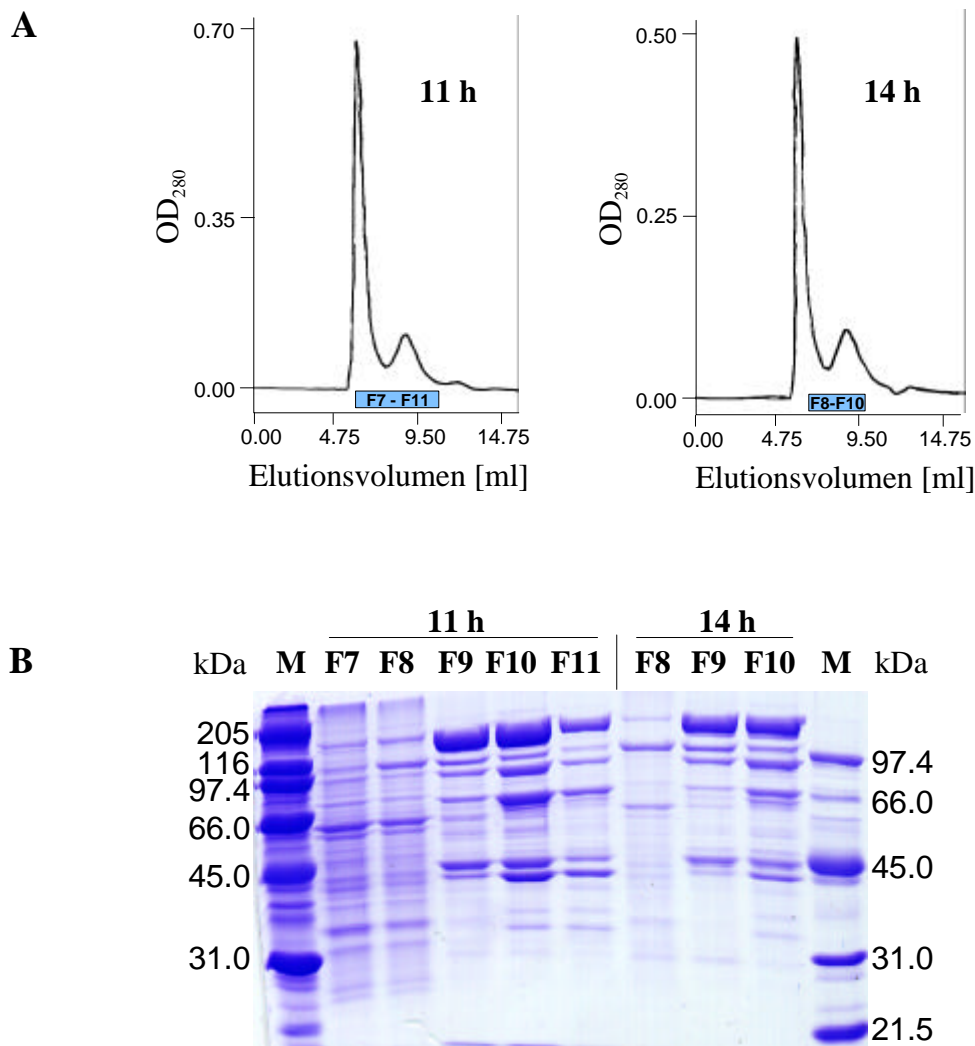 A
0.70
0.35
0.00
OD280
11 h
F7 - F11
0.00 4.75 9.50 14.75
Elutionsvolumen [ml]
0.50
0.25
0.00
OD280
14 h
F8-F10
0.00 4.75 9.50 14.75
Elutionsvolumen [ml]
B
11 h 14 h
kDa M F7 F8 F9 F10 F11 F8 F9 F10 M kDa
205
116
97.4
66.0
45.0
31.0
97.4
66.0
45.0
31.0
21.5